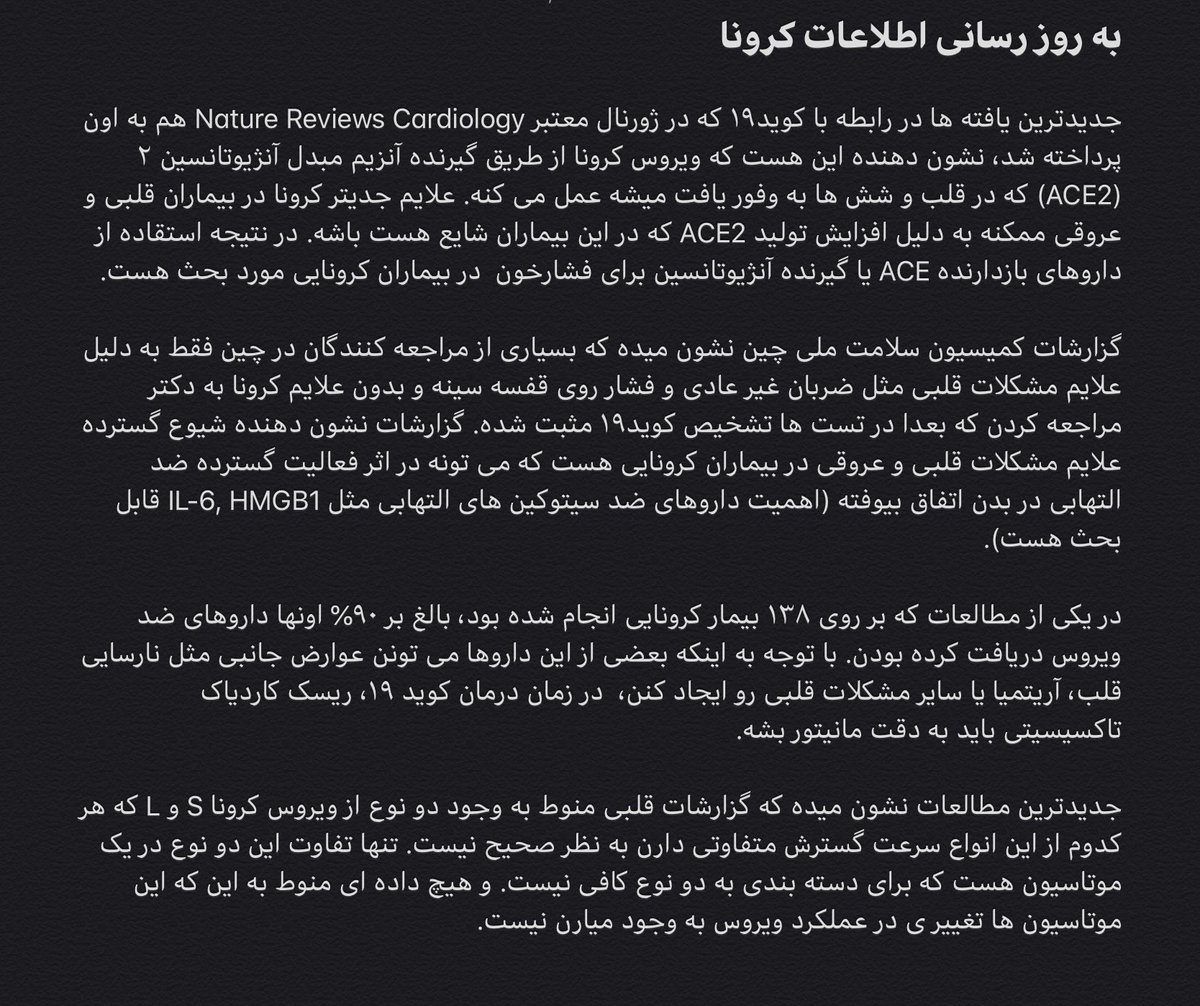 به روز رسانی اطلاعات کرونا
جدیدترین یافته ها در رابطه با کوید۱۹ که در ژورنال معتبر Nature Reviews Cardiology هم به اون
پرداخته شد، نشون دهنده این هست که ویروس کرونا از طریق گیرنده آنزیم مبدل آنژیوتانسین ۲
(ACE2) که در قلب و شش ها به وفور یافت میشه عمل می کنه. علایم جدیتر کرونا در بیماران قلبی و
عروقی ممکنه به دلیل افزایش تولید ACE2 که در این بیماران شایع هست باشه. در نتیجه استفاده از
داروهای بازدارنده ACE یا گیرنده آنژیوتانسین برای فشارخون در بیماران کرونایی مورد بحث هست.
گزارشات کمیسیون سلامت ملی چین نشون میده که بسیاری از مراجعه کنندگان در چین فقط به دلیل
علایم مشکلات قلبی مثل ضربان غیر عادی و فشار روی قفسه سینه و بدون علایم کرونا به دکتر
مراجعه کردن که بعدا در تست ها تشخیص کوید۱۹ مثبت شده. گزارشات نشون دهنده شیوع گسترده
علایم مشکلات قلبی و عروقی در بیماران کرونایی هست که می تونه در اثر فعالیت گسترده ضد
التهابی در بدن اتفاق بیوفته (اهمیت داروهای ضد سیتوکین های التهابی مثل IL-6, HMGB1 قابل
بحث هست).
در یکی از مطالعات که بر روی ۱۳۸ بیمار کرونایی انجام شده بود، بالغ بر ۹۰% اونها داروهای ضد
ویروس دریافت کرده بودن. با توجه به اینکه بعضی از این داروها می تونن عوارض جانبی مثل نارسایی
قلب، آریتمیا یا سایر مشکلات قلبی رو ایجاد کنن، در زمان درمان کوید ۱۹، ریسک کاردیاک
تاکسیسیتی باید به دقت مانیتور بشه.
جدیدترین مطالعات نشون میده که گزارشات قلبی منوط به وجود دو نوع از ویروس کرونا S و L که هر
کدوم از این انواع سرعت گسترش متفاوتی دارن به نظر صحیح نیست. تنها تفاوت این دو نوع در یک
موتاسیون هست که برای دسته بندی به دو نوع کافی نیست. و هیچ داده ای منوط به این که این
موتاسیون ها تغییر ی در عملکرد ویروس به وجود میارن نیست.